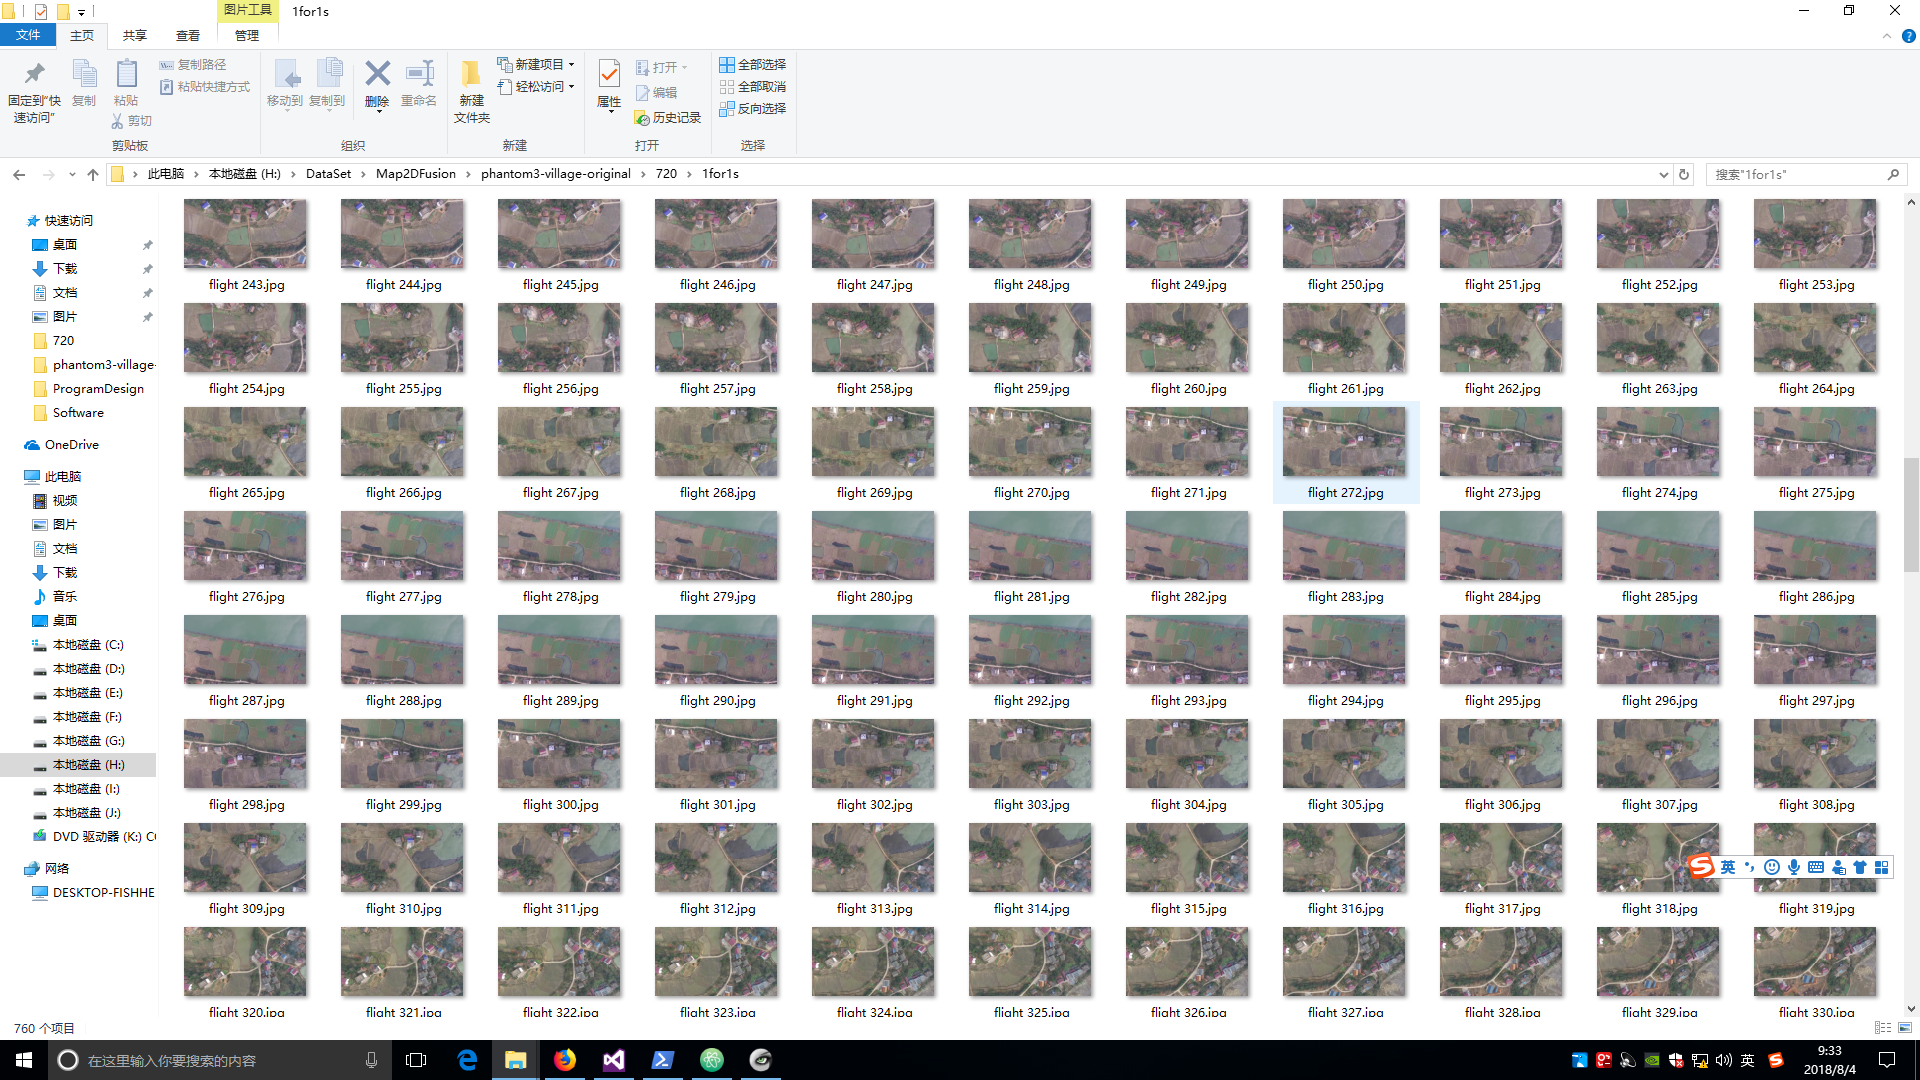 图片工具
1for1s
文件
主页
共享
查看
管理
固定到"快速访问"
复制
粘贴
复制路径
粘贴快捷方式
剪切
剪贴板
移动到
复制到
删除
重命名
组织
新建文件夹
新建项目
轻松访问
新建
属性
打开
编辑
历史记录
打开
全部选择
全部取消
反向选择
选择
此电脑 › 本地磁盘 (H:) › DataSet › Map2DFusion › phantom3-village-original › 720 › 1for1s
搜索"1for1s"
快速访问
桌面
下载
文档
图片
720
phantom3-village-
ProgramDesign
Software
OneDrive
此电脑
视频
图片
文档
下载
音乐
桌面
本地磁盘 (C:)
本地磁盘 (D:)
本地磁盘 (E:)
本地磁盘 (F:)
本地磁盘 (G:)
本地磁盘 (H:)
本地磁盘 (I:)
本地磁盘 (J:)
DVD 驱动器 (K:)
网络
DESKTOP-FISHHE
flight 243.jpg flight 244.jpg flight 245.jpg flight 246.jpg flight 247.jpg flight 248.jpg flight 249.jpg flight 250.jpg flight 251.jpg flight 252.jpg flight 253.jpg
flight 254.jpg flight 255.jpg flight 256.jpg flight 257.jpg flight 258.jpg flight 259.jpg flight 260.jpg flight 261.jpg flight 262.jpg flight 263.jpg flight 264.jpg
flight 265.jpg flight 266.jpg flight 267.jpg flight 268.jpg flight 269.jpg flight 270.jpg flight 271.jpg flight 272.jpg flight 273.jpg flight 274.jpg flight 275.jpg
flight 276.jpg flight 277.jpg flight 278.jpg flight 279.jpg flight 280.jpg flight 281.jpg flight 282.jpg flight 283.jpg flight 284.jpg flight 285.jpg flight 286.jpg
flight 287.jpg flight 288.jpg flight 289.jpg flight 290.jpg flight 291.jpg flight 292.jpg flight 293.jpg flight 294.jpg flight 295.jpg flight 296.jpg flight 297.jpg
flight 298.jpg flight 299.jpg flight 300.jpg flight 301.jpg flight 302.jpg flight 303.jpg flight 304.jpg flight 305.jpg flight 306.jpg flight 307.jpg flight 308.jpg
flight 309.jpg flight 310.jpg flight 311.jpg flight 312.jpg flight 313.jpg flight 314.jpg flight 315.jpg flight 316.jpg flight 317.jpg flight 318.jpg flight 319.jpg
flight 320.jpg flight 321.jpg flight 322.jpg flight 323.jpg flight 324.jpg flight 325.jpg flight 326.jpg flight 327.jpg flight 328.jpg flight 329.jpg flight 330.jpg
英
760 个项目
在这里输入你要搜索的内容
英
9:33
2018/8/4